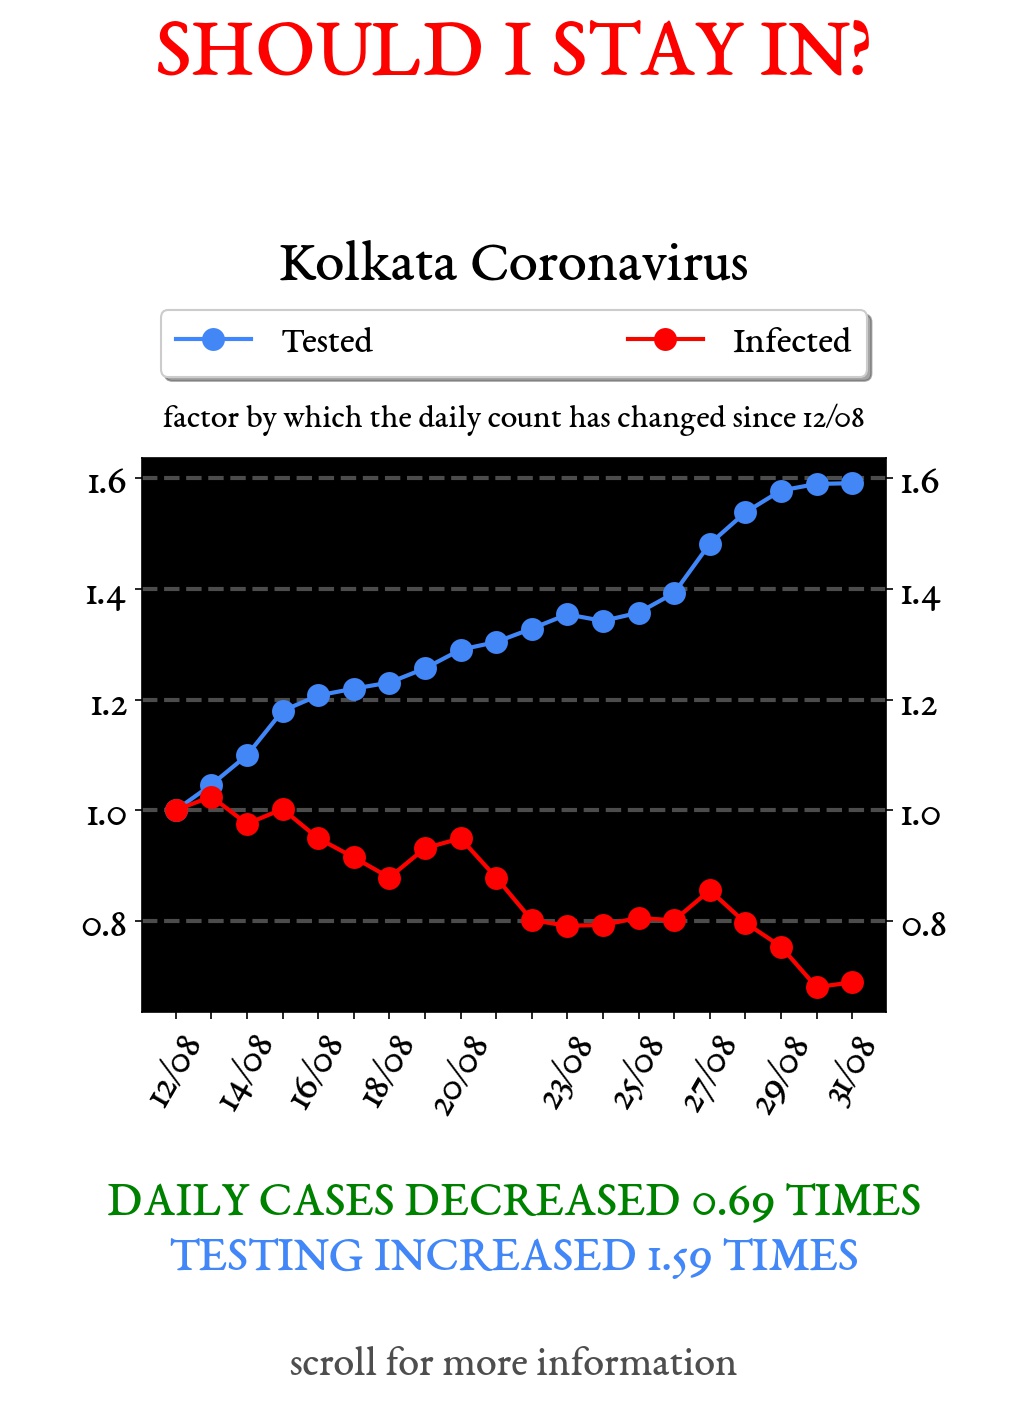 SHOULD I STAY IN?
Kolkata Coronavirus
Tested Infected
factor by which the daily count has changed since 12/08
1.6 1.6
1.4 1.4
1.2 1.2
1.0 1.0
0.8 0.8
12/08 14/08 16/08 18/08 20/08 23/08 25/08 27/08 29/08 31/08
DAILY CASES DECREASED 0.69 TIMES
TESTING INCREASED 1.59 TIMES
scroll for more information